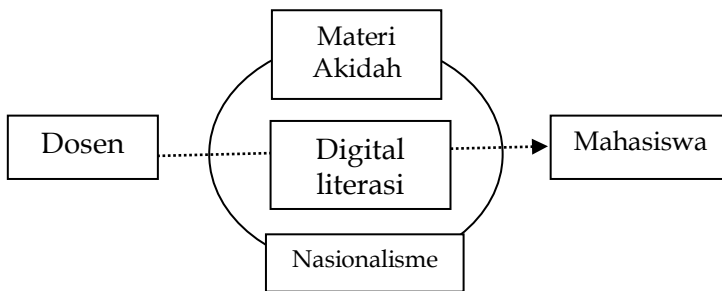 Materi
Akidah
Dosen
Digital
literasi
Mahasiswa
Nasionalisme